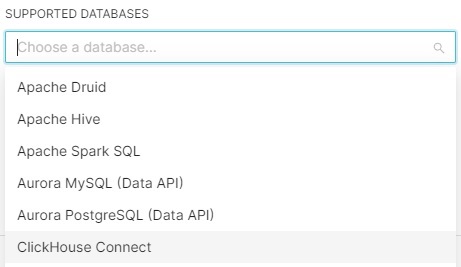 SUPPORTED DATABASES
Choose a database...
Apache Druid
Apache Hive
Apache Spark SQL
Aurora MySQL (Data API)
Aurora PostgreSQL (Data API)
ClickHouse Connect